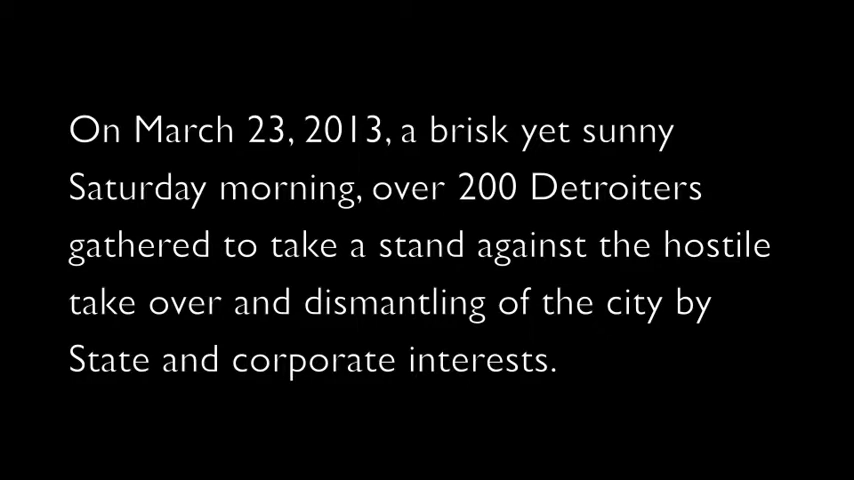 On March 23, 2013, a brisk yet sunny
Saturday morning, over 200 Detroiters
gathered to take a stand against the hostile
take over and dismantling of the city by
State and corporate interests.